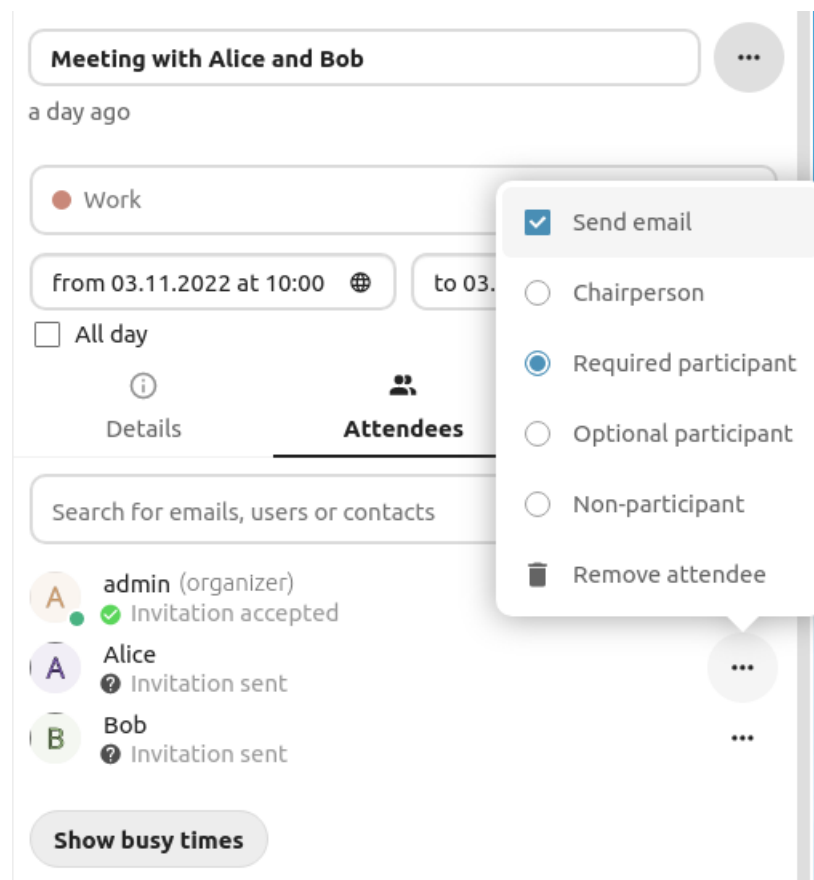 Meeting with Alice and Bob
a day ago
Work
from 03.11.2022 at 10:00
to 03.
All day
Details
Attendees
Search for emails, users or contacts
A
admin (organizer)
Invitation accepted
A
Alice
Invitation sent
B
Bob
Invitation sent
Show busy times
Send email
Chairperson
Required participant
Optional participant
Non-participant
Remove attendee